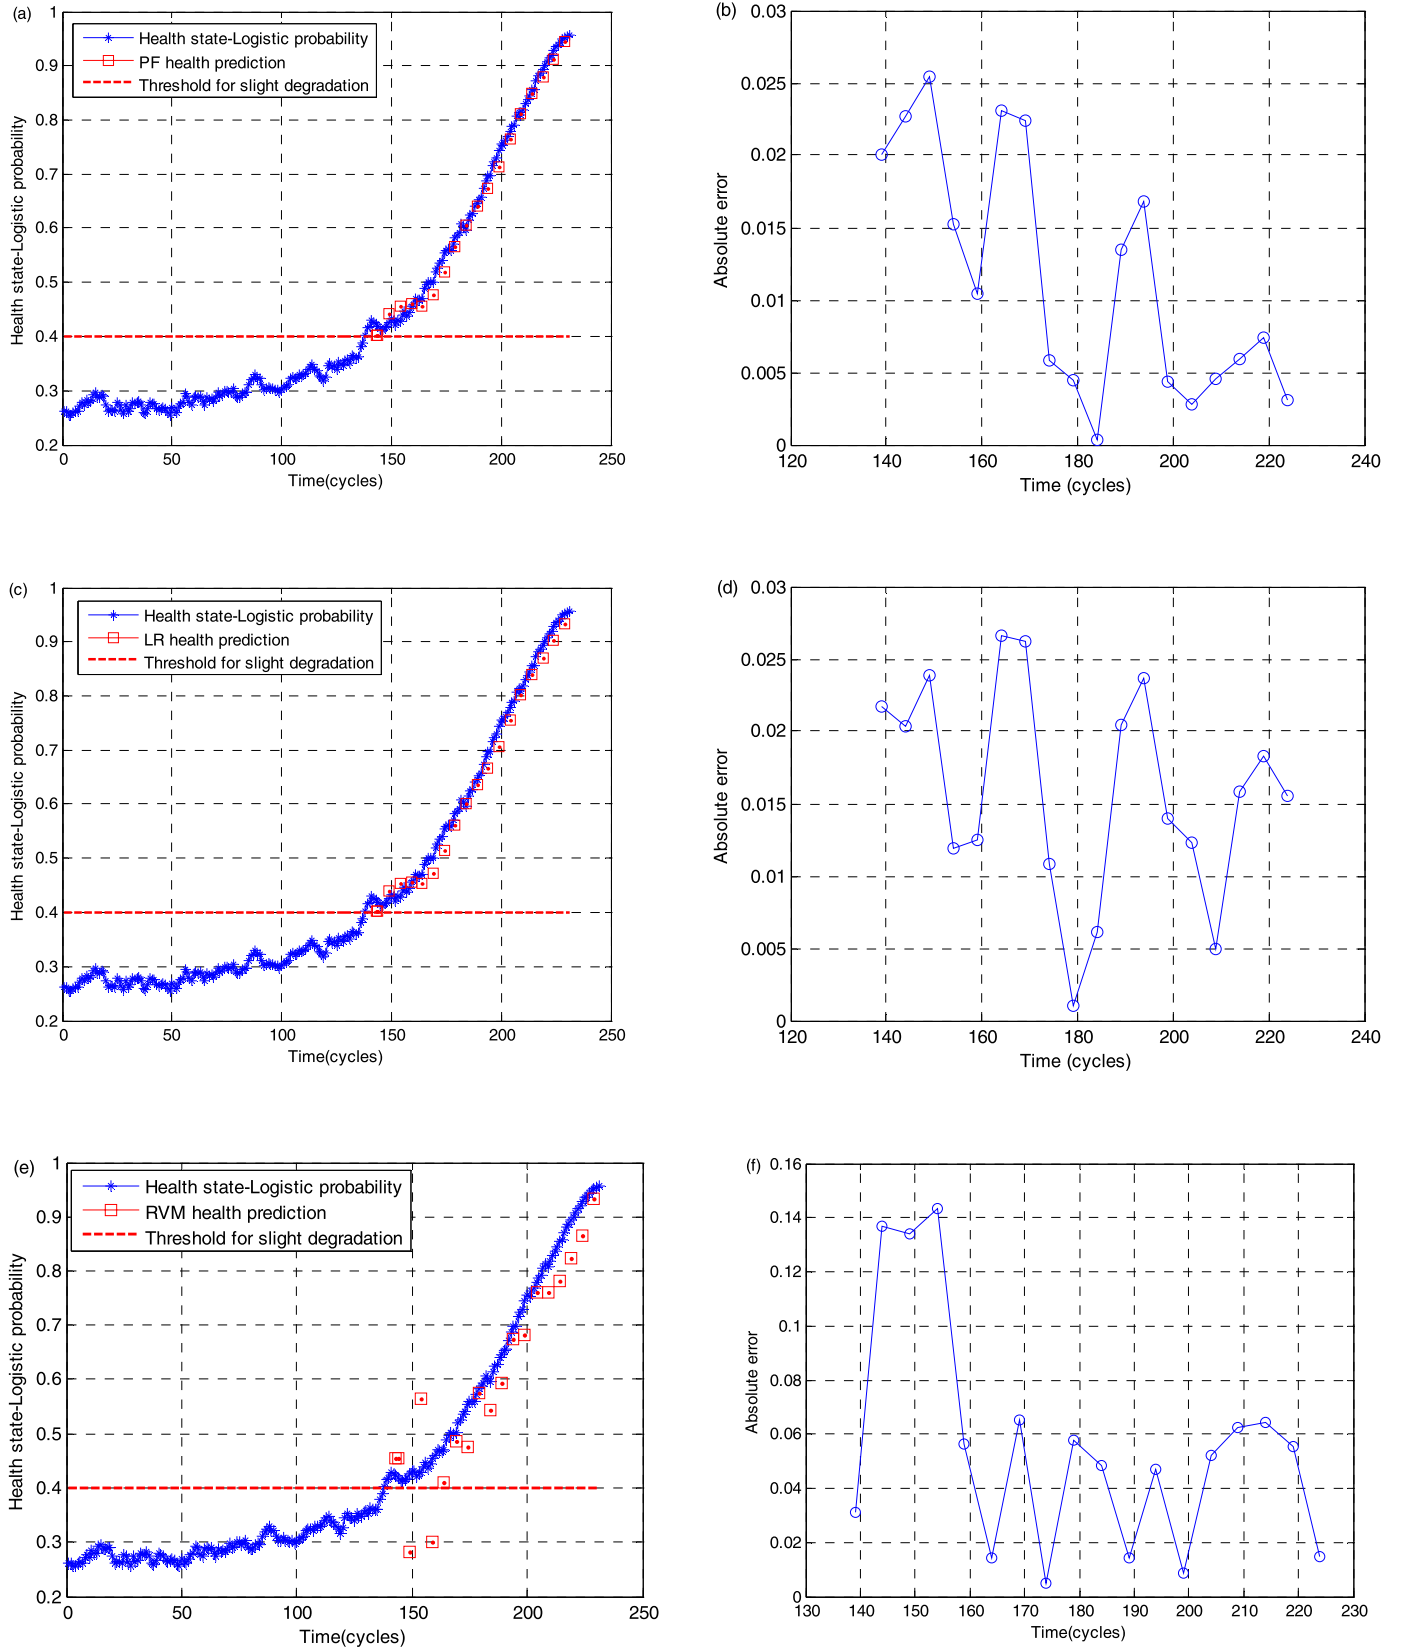 (a)
Health state-Logistic probability
PF health prediction
Threshold for slight degradation
1
0.9
0.8
0.7
0.6
0.5
0.4
0.3
0.2
Health state-Logistic probability
0 50 100 150 200 250
Time(cycles)
(b)
0.03
0.025
0.02
0.015
0.01
0.005
0
Absolute error
120 140 160 180 200 220 240
Time (cycles)
(c)
Health state-Logistic probability
LR health prediction
Threshold for slight degradation
1
0.9
0.8
0.7
0.6
0.5
0.4
0.3
0.2
Health state-Logistic probability
0 50 100 150 200 250
Time(cycles)
(d)
0.03
0.025
0.02
0.015
0.01
0.005
0
Absolute error
120 140 160 180 200 220 240
Time (cycles)
(e)
Health state-Logistic probability
RVM health prediction
Threshold for slight degradation
1
0.9
0.8
0.7
0.6
0.5
0.4
0.3
0.2
Health state-Logistic probability
0 50 100 150 200 250
Time(cycles)
(f)
0.16
0.14
0.12
0.1
0.08
0.06
0.04
0.02
0
Absolute error
130 140 150 160 170 180 190 200 210 220 230
Time(cycles)